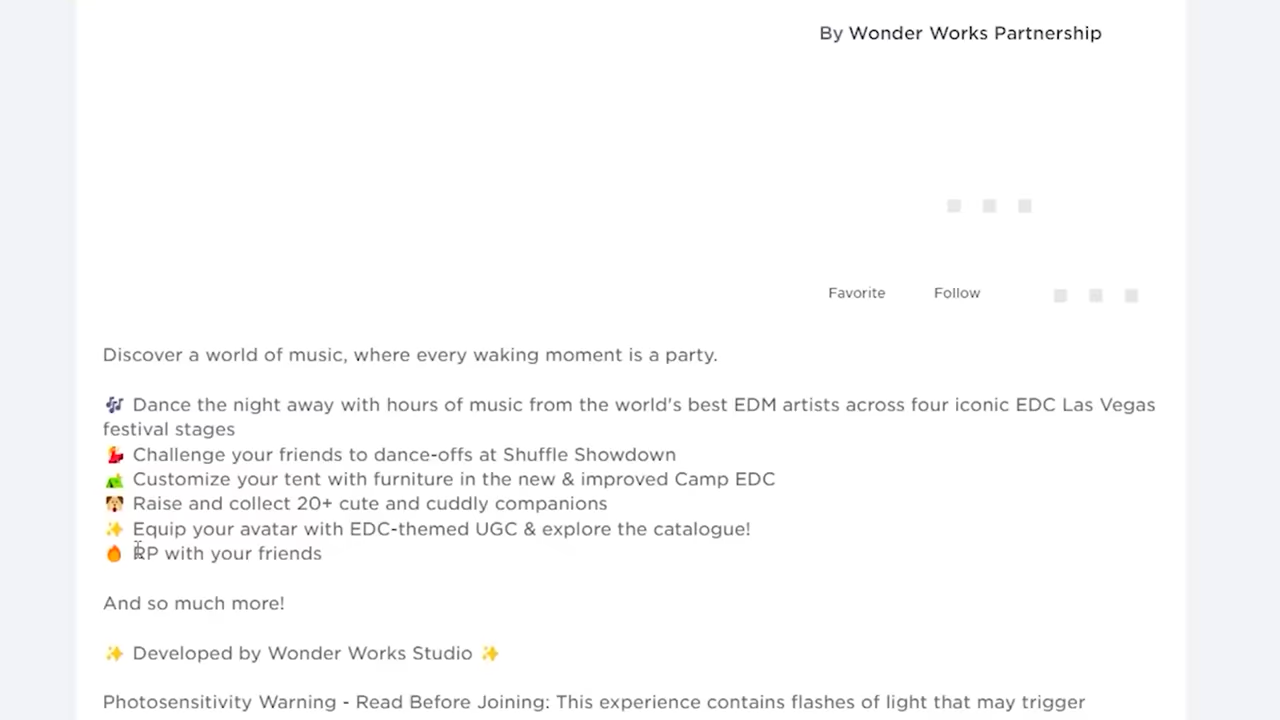 By Wonder Works Partnership
Favorite
Follow
Discover a world of music, where every waking moment is a party.
🎶 Dance the night away with hours of music from the world's best EDM artists across four iconic EDC Las Vegas
festival stages
💃 Challenge your friends to dance-offs at Shuffle Showdown
🏕️ Customize your tent with furniture in the new & improved Camp EDC
🐶 Raise and collect 20+ cute and cuddly companions
✨ Equip your avatar with EDC-themed UGC & explore the catalogue!
🔥 RP with your friends
And so much more!
✨ Developed by Wonder Works Studio ✨
Photosensitivity Warning - Read Before Joining: This experience contains flashes of light that may trigger